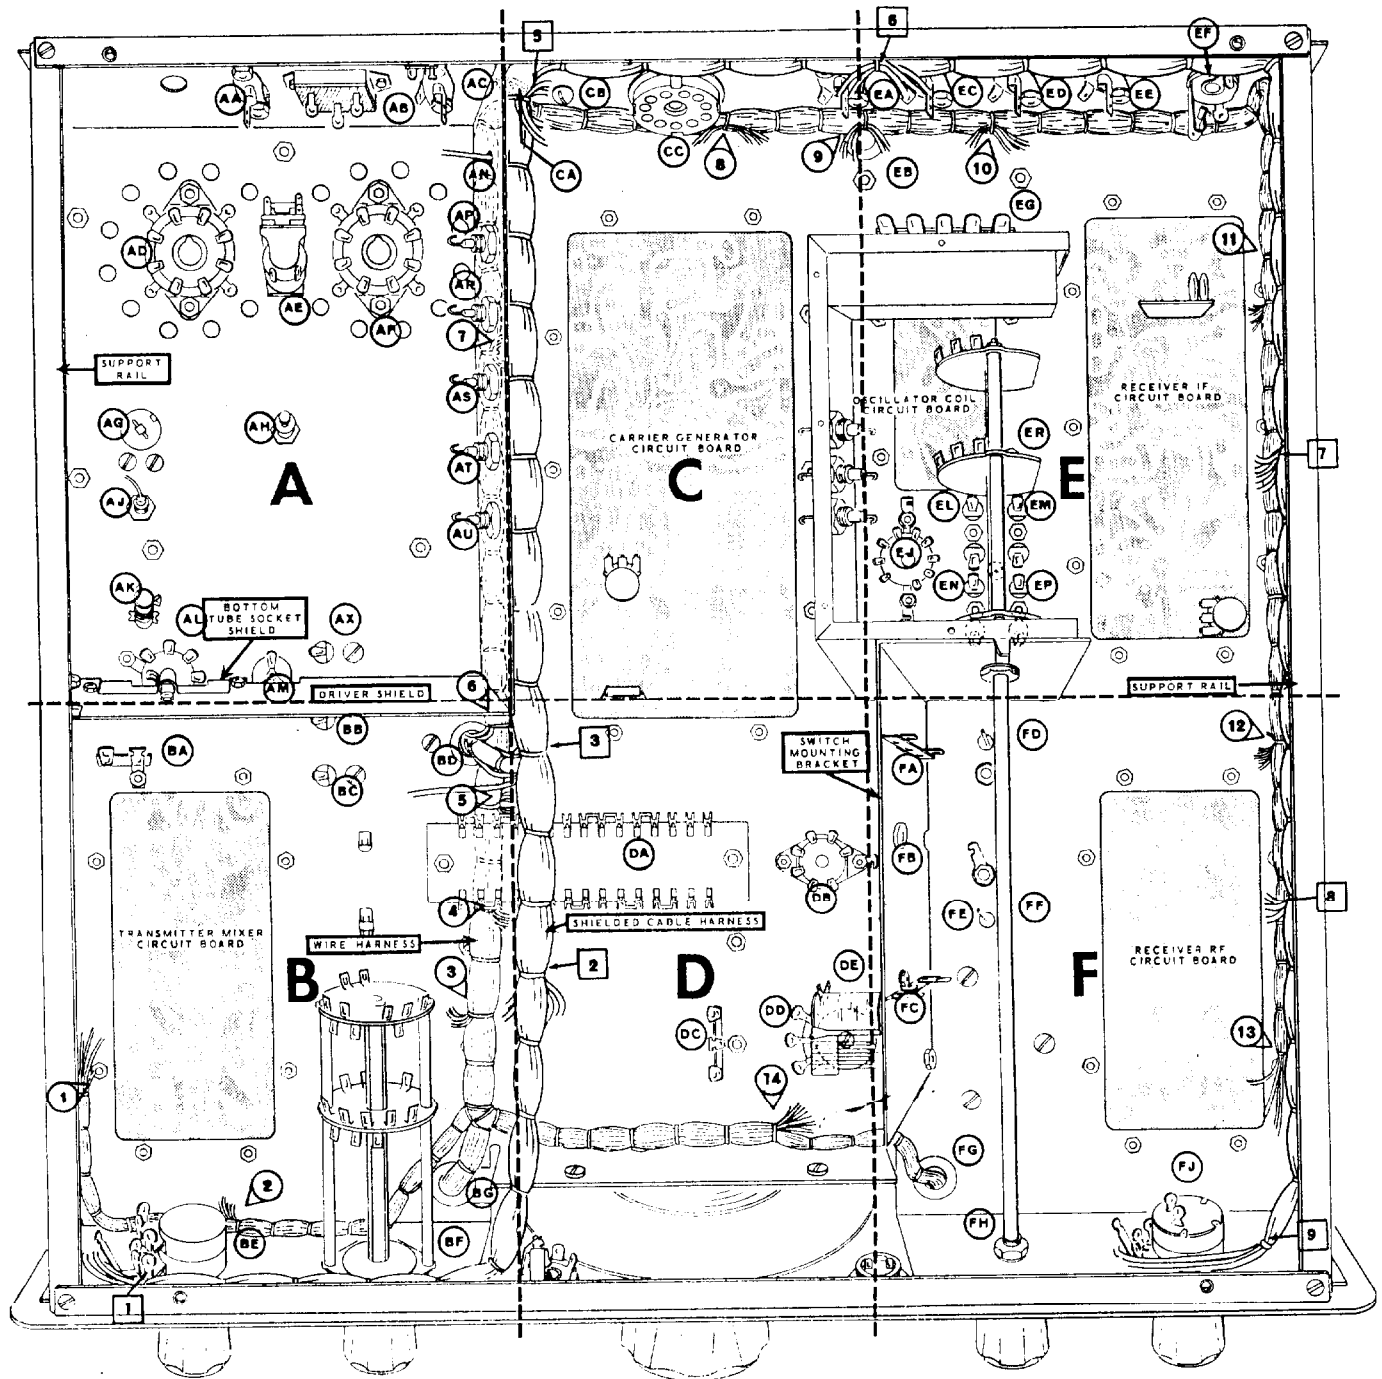 5
6
EF
AA
AB
AC
CB
EA
EC
ED
EE
CC
8
9
10
CA
EB
AN
EG
AP
AD
11
AR
AE
AF
7
SUPPORT
RAIL
AS
RECEIVER IF
CIRCUIT BOARD
OSCILLATOR COIL
CIRCUIT BOARD
AG
AH
CARRIER GENERATOR
CIRCUIT BOARD
ER
AT
7
A
C
E
AJ
EL
EM
AU
EJ
AK
EN
EP
AL
BOTTOM
TUBE SOCKET
SHIELD
AX
AM
DRIVER SHIELD
6
SUPPORT RAIL
BB
12
BA
BD
3
SWITCH
MOUNTING
BRACKET
FD
FA
BC
5
DA
FB
DB
4
8
SHIELDED CABLE HARNESS
FE
FF
TRANSMITTER MIXER
CIRCUIT BOARD
WIRE HARNESS
RECEIVER RF
CIRCUIT BOARD
3
2
DE
B
D
F
DD
FC
DC
13
14
1
FG
FJ
2
BG
FH
BE
BF
9
1